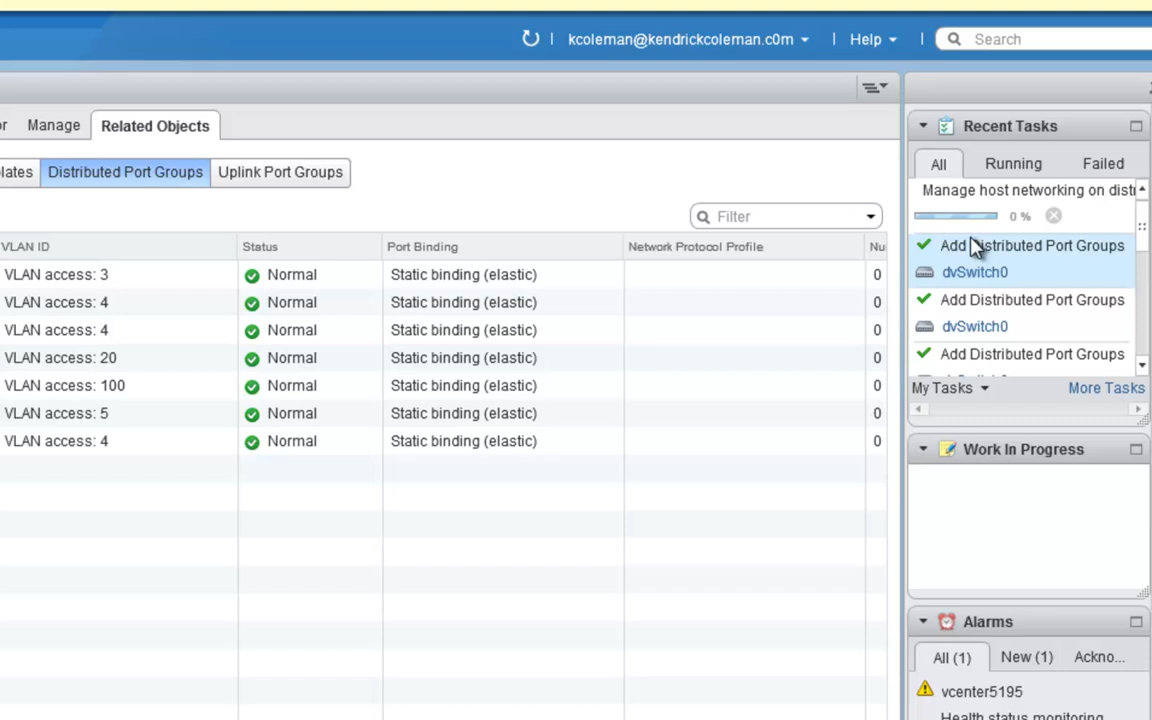 kcoleman@kendrickcoleman.c0m | Help | Search
or Manage Related Objects
lates Distributed Port Groups Uplink Port Groups
Filter
VLAN ID Status Port Binding Network Protocol Profile Nu
VLAN access: 3 Normal Static binding (elastic) 0
VLAN access: 4 Normal Static binding (elastic) 0
VLAN access: 4 Normal Static binding (elastic) 0
VLAN access: 20 Normal Static binding (elastic) 0
VLAN access: 100 Normal Static binding (elastic) 0
VLAN access: 5 Normal Static binding (elastic) 0
VLAN access: 4 Normal Static binding (elastic) 0
Recent Tasks
All Running Failed
Manage host networking on distr
0 %
Add Distributed Port Groups
dvSwitch0
Add Distributed Port Groups
dvSwitch0
Add Distributed Port Groups
My Tasks More Tasks
Work In Progress
Alarms
All (1) New (1) Ackno...
vcenter5195
Health status monitoring